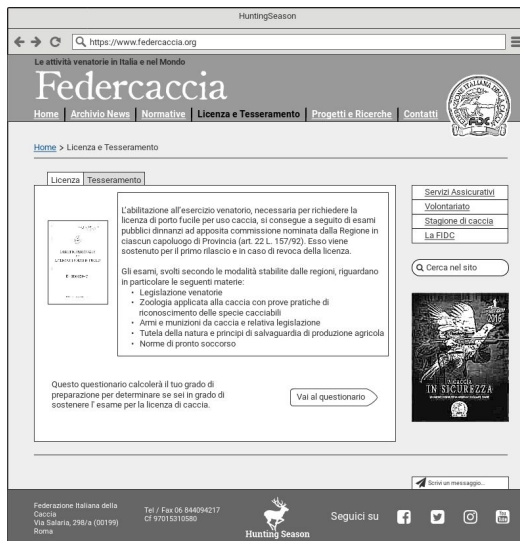 HuntingSeason
https://www.federcaccia.org
Le attività venatorie in Italia e nel Mondo
Federcaccia
Home | Archivio News | Normative | Licenza e Tesseramento | Progetti e Ricerche | Contatti
FIDC
Home > Licenza e Tesseramento
Licenza Tesseramento
L'abilitazione all'esercizio venatorio, necessaria per richiedere la
licenza di porto fucile per uso caccia, si consegue a seguito di esami
pubblici dinnanzi ad apposita commissione nominata dalla Regione in
ciascun capoluogo di Provincia (art. 22 L. 157/92). Esso viene
sostenuto per il primo rilascio e in caso di revoca della licenza.
Gli esami, svolti secondo le modalità stabilite dalle regioni, riguardano
in particolare le seguenti materie:
• Legislazione venatorie
• Zoologia applicata alla caccia con prove pratiche di
riconoscimento delle specie cacciabili
• Armi e munizioni da caccia e relativa legislazione
• Tutela della natura e principi di salvaguardia di produzione agricola
• Norme di pronto soccorso
Questo questionario calcolerà il tuo grado di
preparazione per determinare se sei in grado di
sostenere l' esame per la licenza di caccia.
Vai al questionario
Servizi Assicurativi
Volontariato
Stagione di caccia
La FIDC
Cerca nel sito
2016
A CACCIA
IN SICUREZZA
Scrivi un messaggio...
Federazione Italiana della
Caccia
Via Salaria, 298/a (00199)
Roma
Tel / Fax 06 844094217
Cf 97015310580
Hunting Season
Seguici su
You
Tube